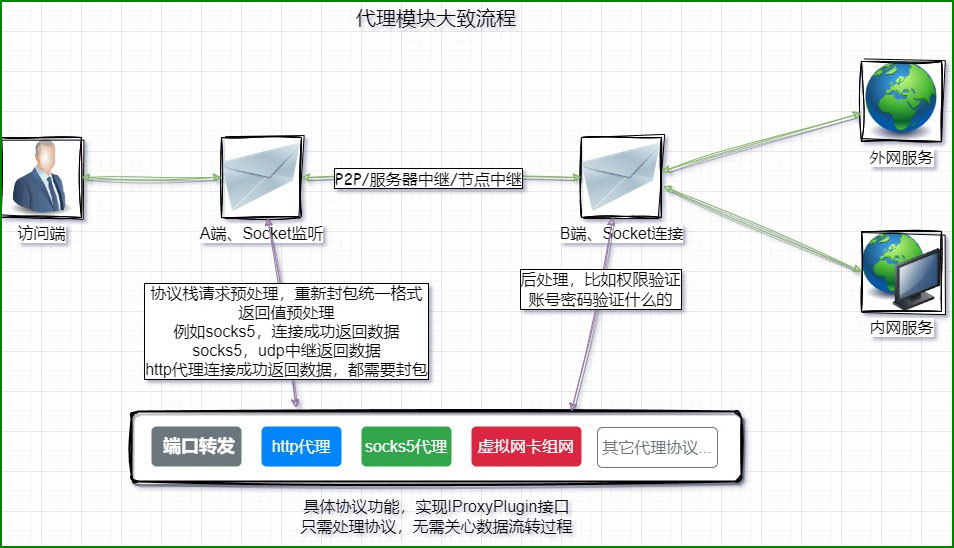 代理模块大致流程
外网服务
P2P/服务器中继/节点中继
访问端
A端、Socket监听
B端、Socket连接
后处理，比如权限验证
账号密码验证什么的
协议栈请求预处理，重新封包统一格式
返回值预处理
例如socks5，连接成功返回数据
socks5，udp中继返回数据
http代理连接成功返回数据，都需要封包
内网服务
端口转发
http代理
socks5代理
虚拟网卡组网
其它代理协议...
具体协议功能，实现IProxyPlugin接口
只需处理协议，无需关心数据流转过程